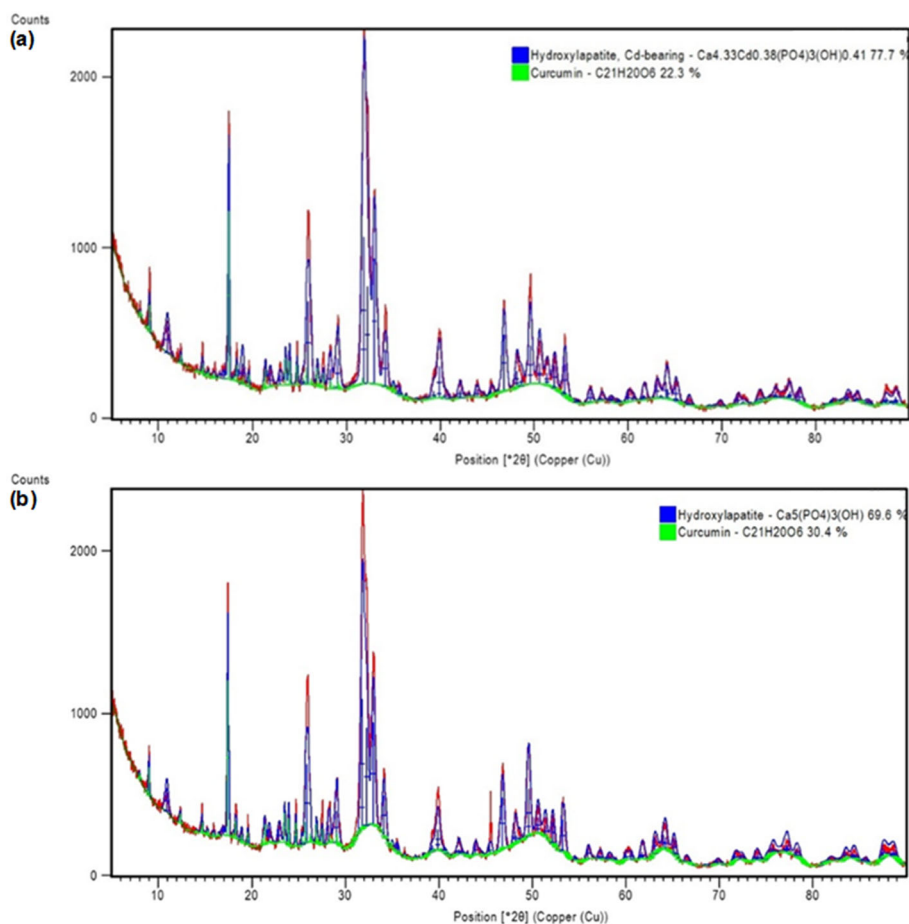 Counts
(a)
Hydroxylapatite, Cd-bearing - Ca4.33Cd0.38(PO4)3(OH)0.41 77.7 %
Curcumin - C21H20O6 22.3 %
2000
1000
0
10 20 30 40 50 60 70 80
Position [°2θ] (Copper (Cu))
Counts
(b)
Hydroxylapatite - Ca5(PO4)3(OH) 69.6 %
Curcumin - C21H20O6 30.4 %
2000
1000
0
10 20 30 40 50 60 70 80
Position [°2θ] (Copper (Cu))